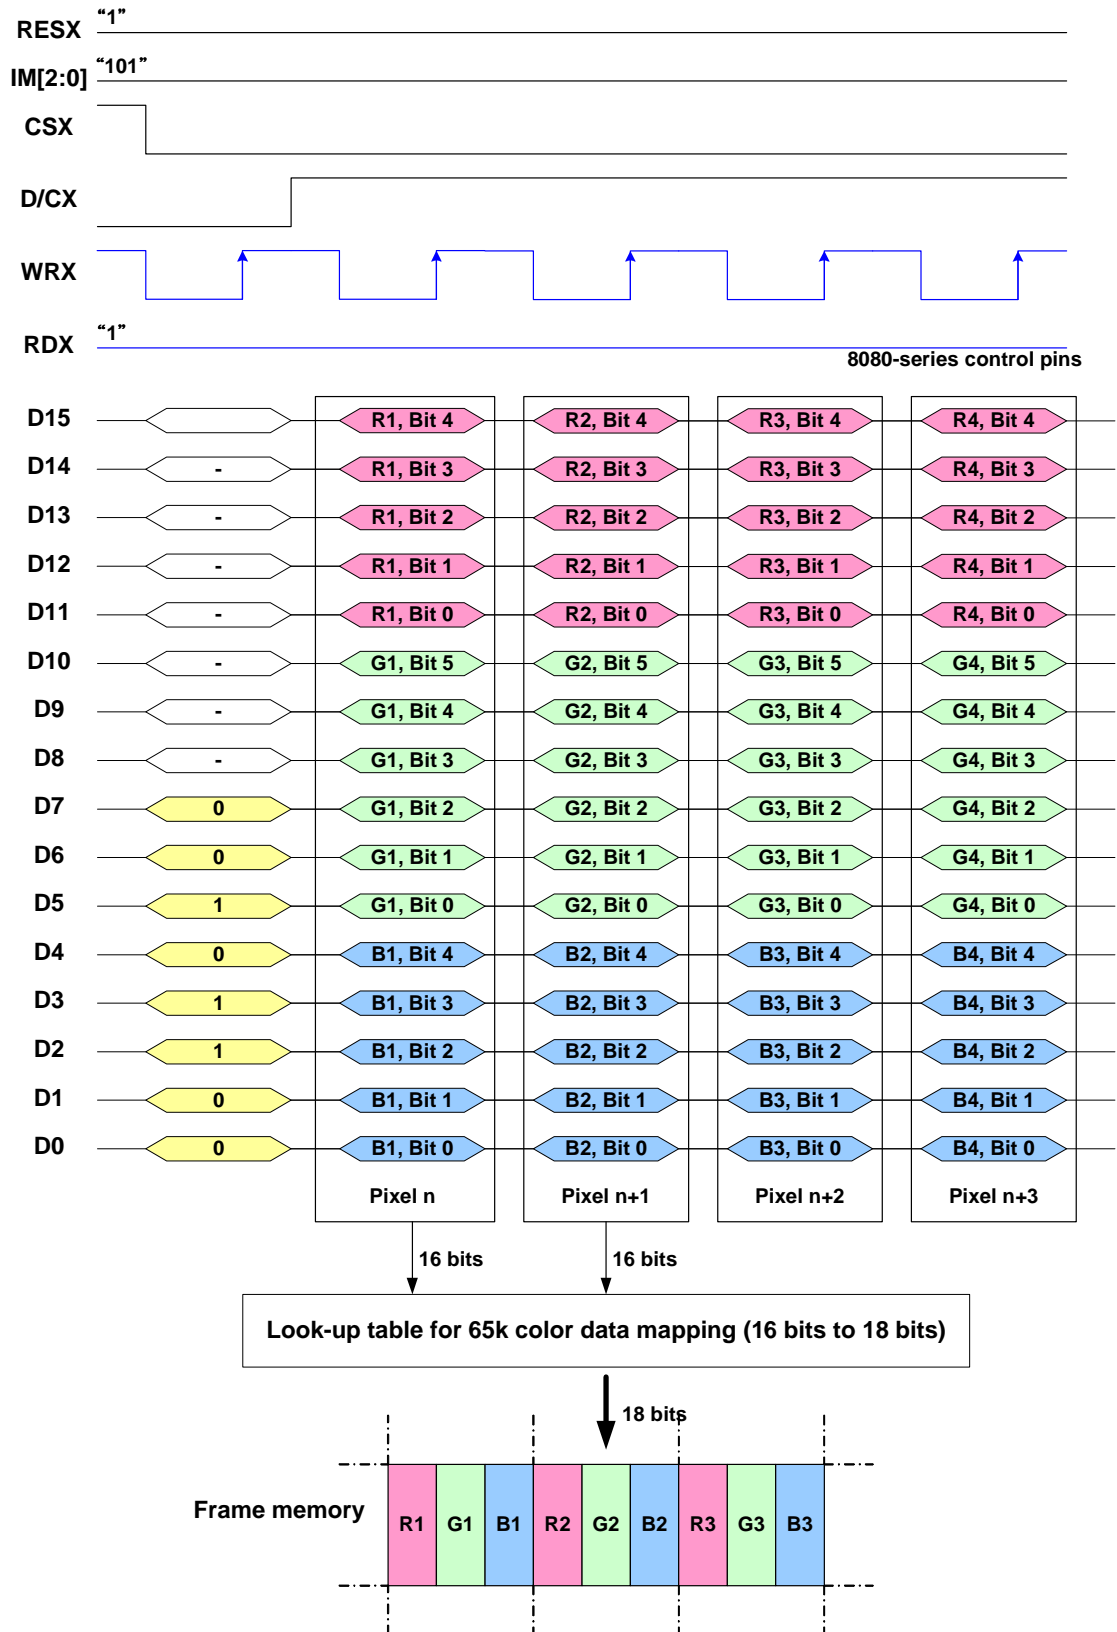 RESX "1"
IM[2:0] "101"
CSX
D/CX
WRX
RDX "1"
8080-series control pins
D15 R1, Bit 4 R2, Bit 4 R3, Bit 4 R4, Bit 4
D14 - R1, Bit 3 R2, Bit 3 R3, Bit 3 R4, Bit 3
D13 - R1, Bit 2 R2, Bit 2 R3, Bit 2 R4, Bit 2
D12 - R1, Bit 1 R2, Bit 1 R3, Bit 1 R4, Bit 1
D11 - R1, Bit 0 R2, Bit 0 R3, Bit 0 R4, Bit 0
D10 - G1, Bit 5 G2, Bit 5 G3, Bit 5 G4, Bit 5
D9 - G1, Bit 4 G2, Bit 4 G3, Bit 4 G4, Bit 4
D8 - G1, Bit 3 G2, Bit 3 G3, Bit 3 G4, Bit 3
D7 0 G1, Bit 2 G2, Bit 2 G3, Bit 2 G4, Bit 2
D6 0 G1, Bit 1 G2, Bit 1 G3, Bit 1 G4, Bit 1
D5 1 G1, Bit 0 G2, Bit 0 G3, Bit 0 G4, Bit 0
D4 0 B1, Bit 4 B2, Bit 4 B3, Bit 4 B4, Bit 4
D3 1 B1, Bit 3 B2, Bit 3 B3, Bit 3 B4, Bit 3
D2 1 B1, Bit 2 B2, Bit 2 B3, Bit 2 B4, Bit 2
D1 0 B1, Bit 1 B2, Bit 1 B3, Bit 1 B4, Bit 1
D0 0 B1, Bit 0 B2, Bit 0 B3, Bit 0 B4, Bit 0
Pixel n Pixel n+1 Pixel n+2 Pixel n+3
16 bits 16 bits
Look-up table for 65k color data mapping (16 bits to 18 bits)
18 bits
Frame memory R1 G1 B1 R2 G2 B2 R3 G3 B3